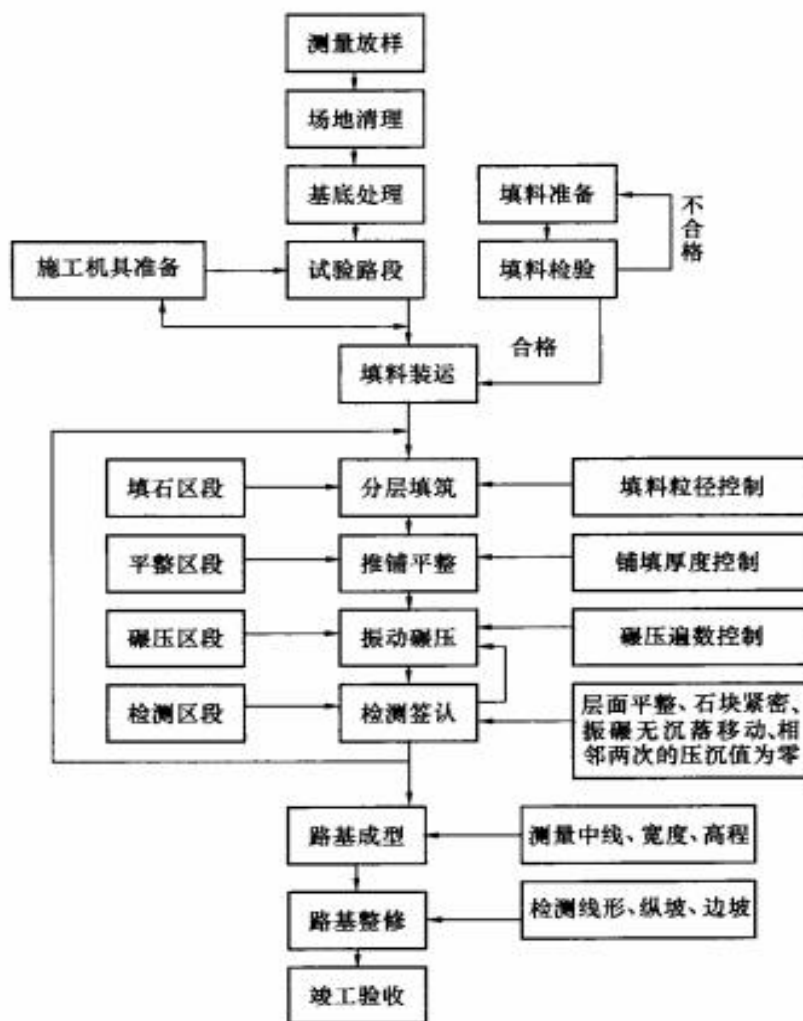 测量放样
场地清理
基底处理
填料准备
不合格
施工机具准备
试验路段
填料检验
合格
填料装运
填石区段
分层填筑
填料粒径控制
平整区段
推铺平整
铺填厚度控制
碾压区段
振动碾压
碾压遍数控制
检测区段
检测签认
层面平整、石块紧密、
振碾无沉落移动、相
邻两次的压沉值为零
路基成型
测量中线、宽度、高程
路基整修
检测线形、纵坡、边坡
竣工验收